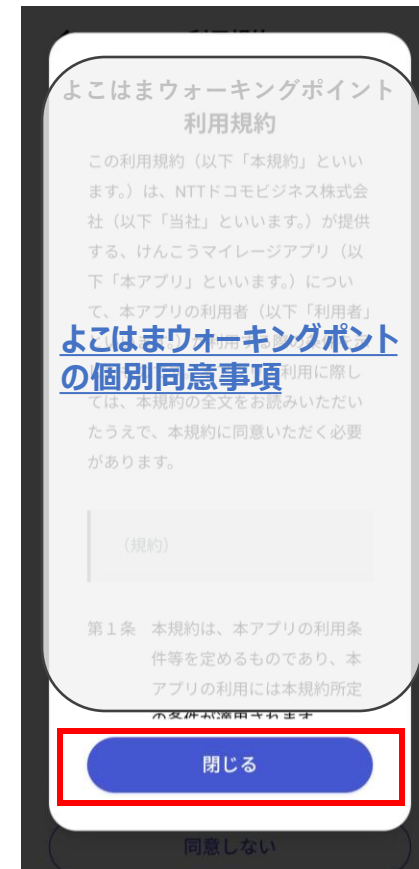 よこはまウォーキングポイント
利用規約
この利用規約（以下「本規約」といい
ます。）は、NTTドコモビジネス株式会
社（以下「当社」といいます。）が提供
する、けんこうマイレージアプリ（以
下「本アプリ」といいます。）につい
て、本アプリの利用者（以下「利用者」
よこはまウォーキングポント
の個別同意事項
利用に際し
ては、本規約の全文をお読みいただい
たうえで、本規約に同意いただく必要
があります。
（規約）
第１条 本規約は、本アプリの利用条
件等を定めるものであり、本
アプリの利用には本規約所定
の条件が適用されます
閉じる
同意しない